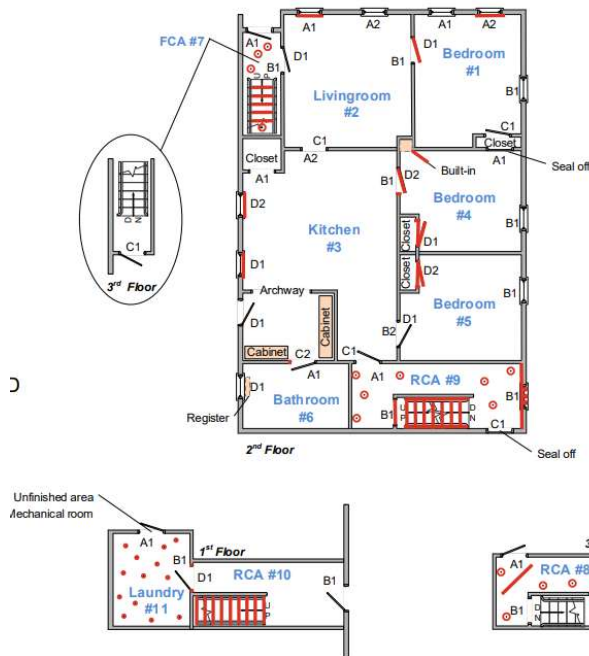 FCA #7
A1
B1
D1
U P
A1
A2
A1
A2
Livingroom
#2
B1
D1
Bedroom
#1
B1
C1
Closet
A1
Seal off
C1
A2
Closet
A1
Built-in
D2
B1
D2
Bedroom
#4
B1
Closet
D1
Kitchen
#3
D1
Closet
D2
Bedroom
#5
B1
D1
B2
Archway
D1
Cabinet
Cabinet
C2
C1
A1
D1
Bathroom
#6
Register
A1
RCA #9
B1
U P
D N
B1
C1
Seal off
2nd Floor
D N
C1
3rd Floor
D
Unfinished area
Mechanical room
A1
1st Floor
B1
D1
RCA #10
B1
Laundry
#11
U P
3
A1
RCA #8
B1
D N